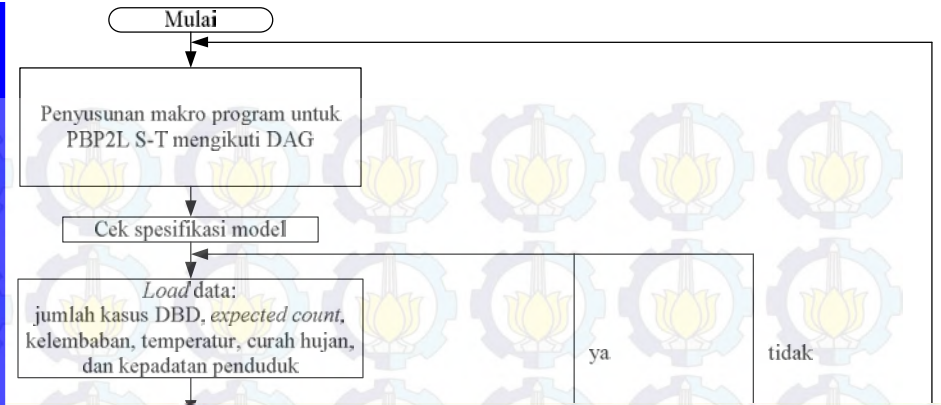 Mulai
Penyusunan makro program untuk
PBP2L S-T mengikuti DAG
Cek spesifikasi model
Load data:
jumlah kasus DBD, expected count,
kelembaban, temperatur, curah hujan,
dan kepadatan penduduk
ya
tidak